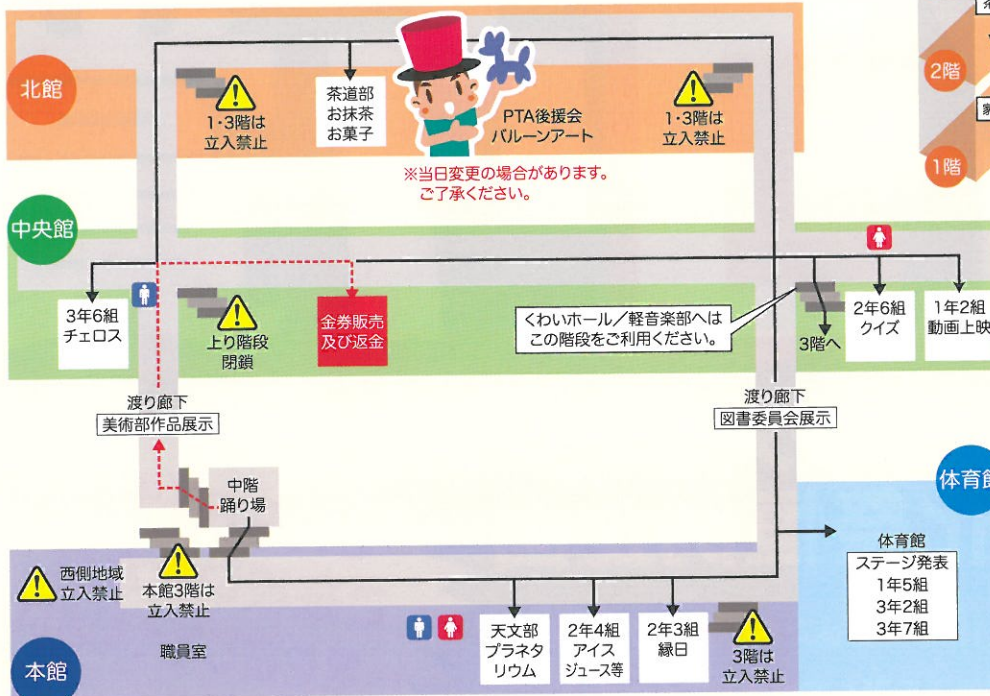 北館
1・3階は
立入禁止
茶道部
お抹茶
お菓子
PTA後援会
バルーンアート
1・3階は
立入禁止
2階
1階
※当日変更の場合があります。
ご了承ください。
中央館
3年6組
チェロス
上り階段
閉鎖
金券販売
及び返金
くわいホール／軽音楽部へは
この階段をご利用ください。
3階へ
2年6組
クイズ
1年2組
動画上映
渡り廊下
美術部作品展示
渡り廊下
図書委員会展示
中階
踊り場
体育館
体育館
ステージ発表
1年5組
3年2組
3年7組
西側地域
立入禁止
本館3階は
立入禁止
職員室
天文部
プラネタ
リウム
2年4組
アイス
ジュース等
2年3組
縁日
3階は
立入禁止
本館